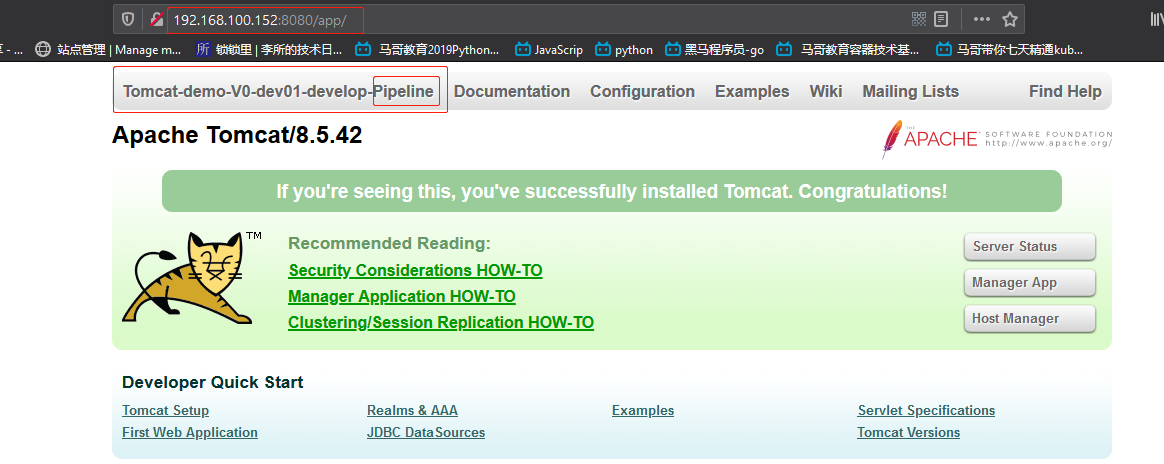 192.168.100.152:8080/app/
享 - ... 站点管理 | Manage m... 所 锁锁里 | 李所的技术日... 马哥教育2019Python... JavaScrip python 黑马程序员-go 马哥教育容器技术基... 马哥带你七天精通kub...
Tomcat-demo-V0-dev01-develop-Pipeline Documentation Configuration Examples Wiki Mailing Lists Find Help
Apache Tomcat/8.5.42
THE APACHE SOFTWARE FOUNDATION
http://www.apache.org/
If you're seeing this, you've successfully installed Tomcat. Congratulations!
TM
Recommended Reading:
Security Considerations HOW-TO
Manager Application HOW-TO
Clustering/Session Replication HOW-TO
Server Status
Manager App
Host Manager
Developer Quick Start
Tomcat Setup Realms & AAA Examples Servlet Specifications
First Web Application JDBC DataSources Tomcat Versions